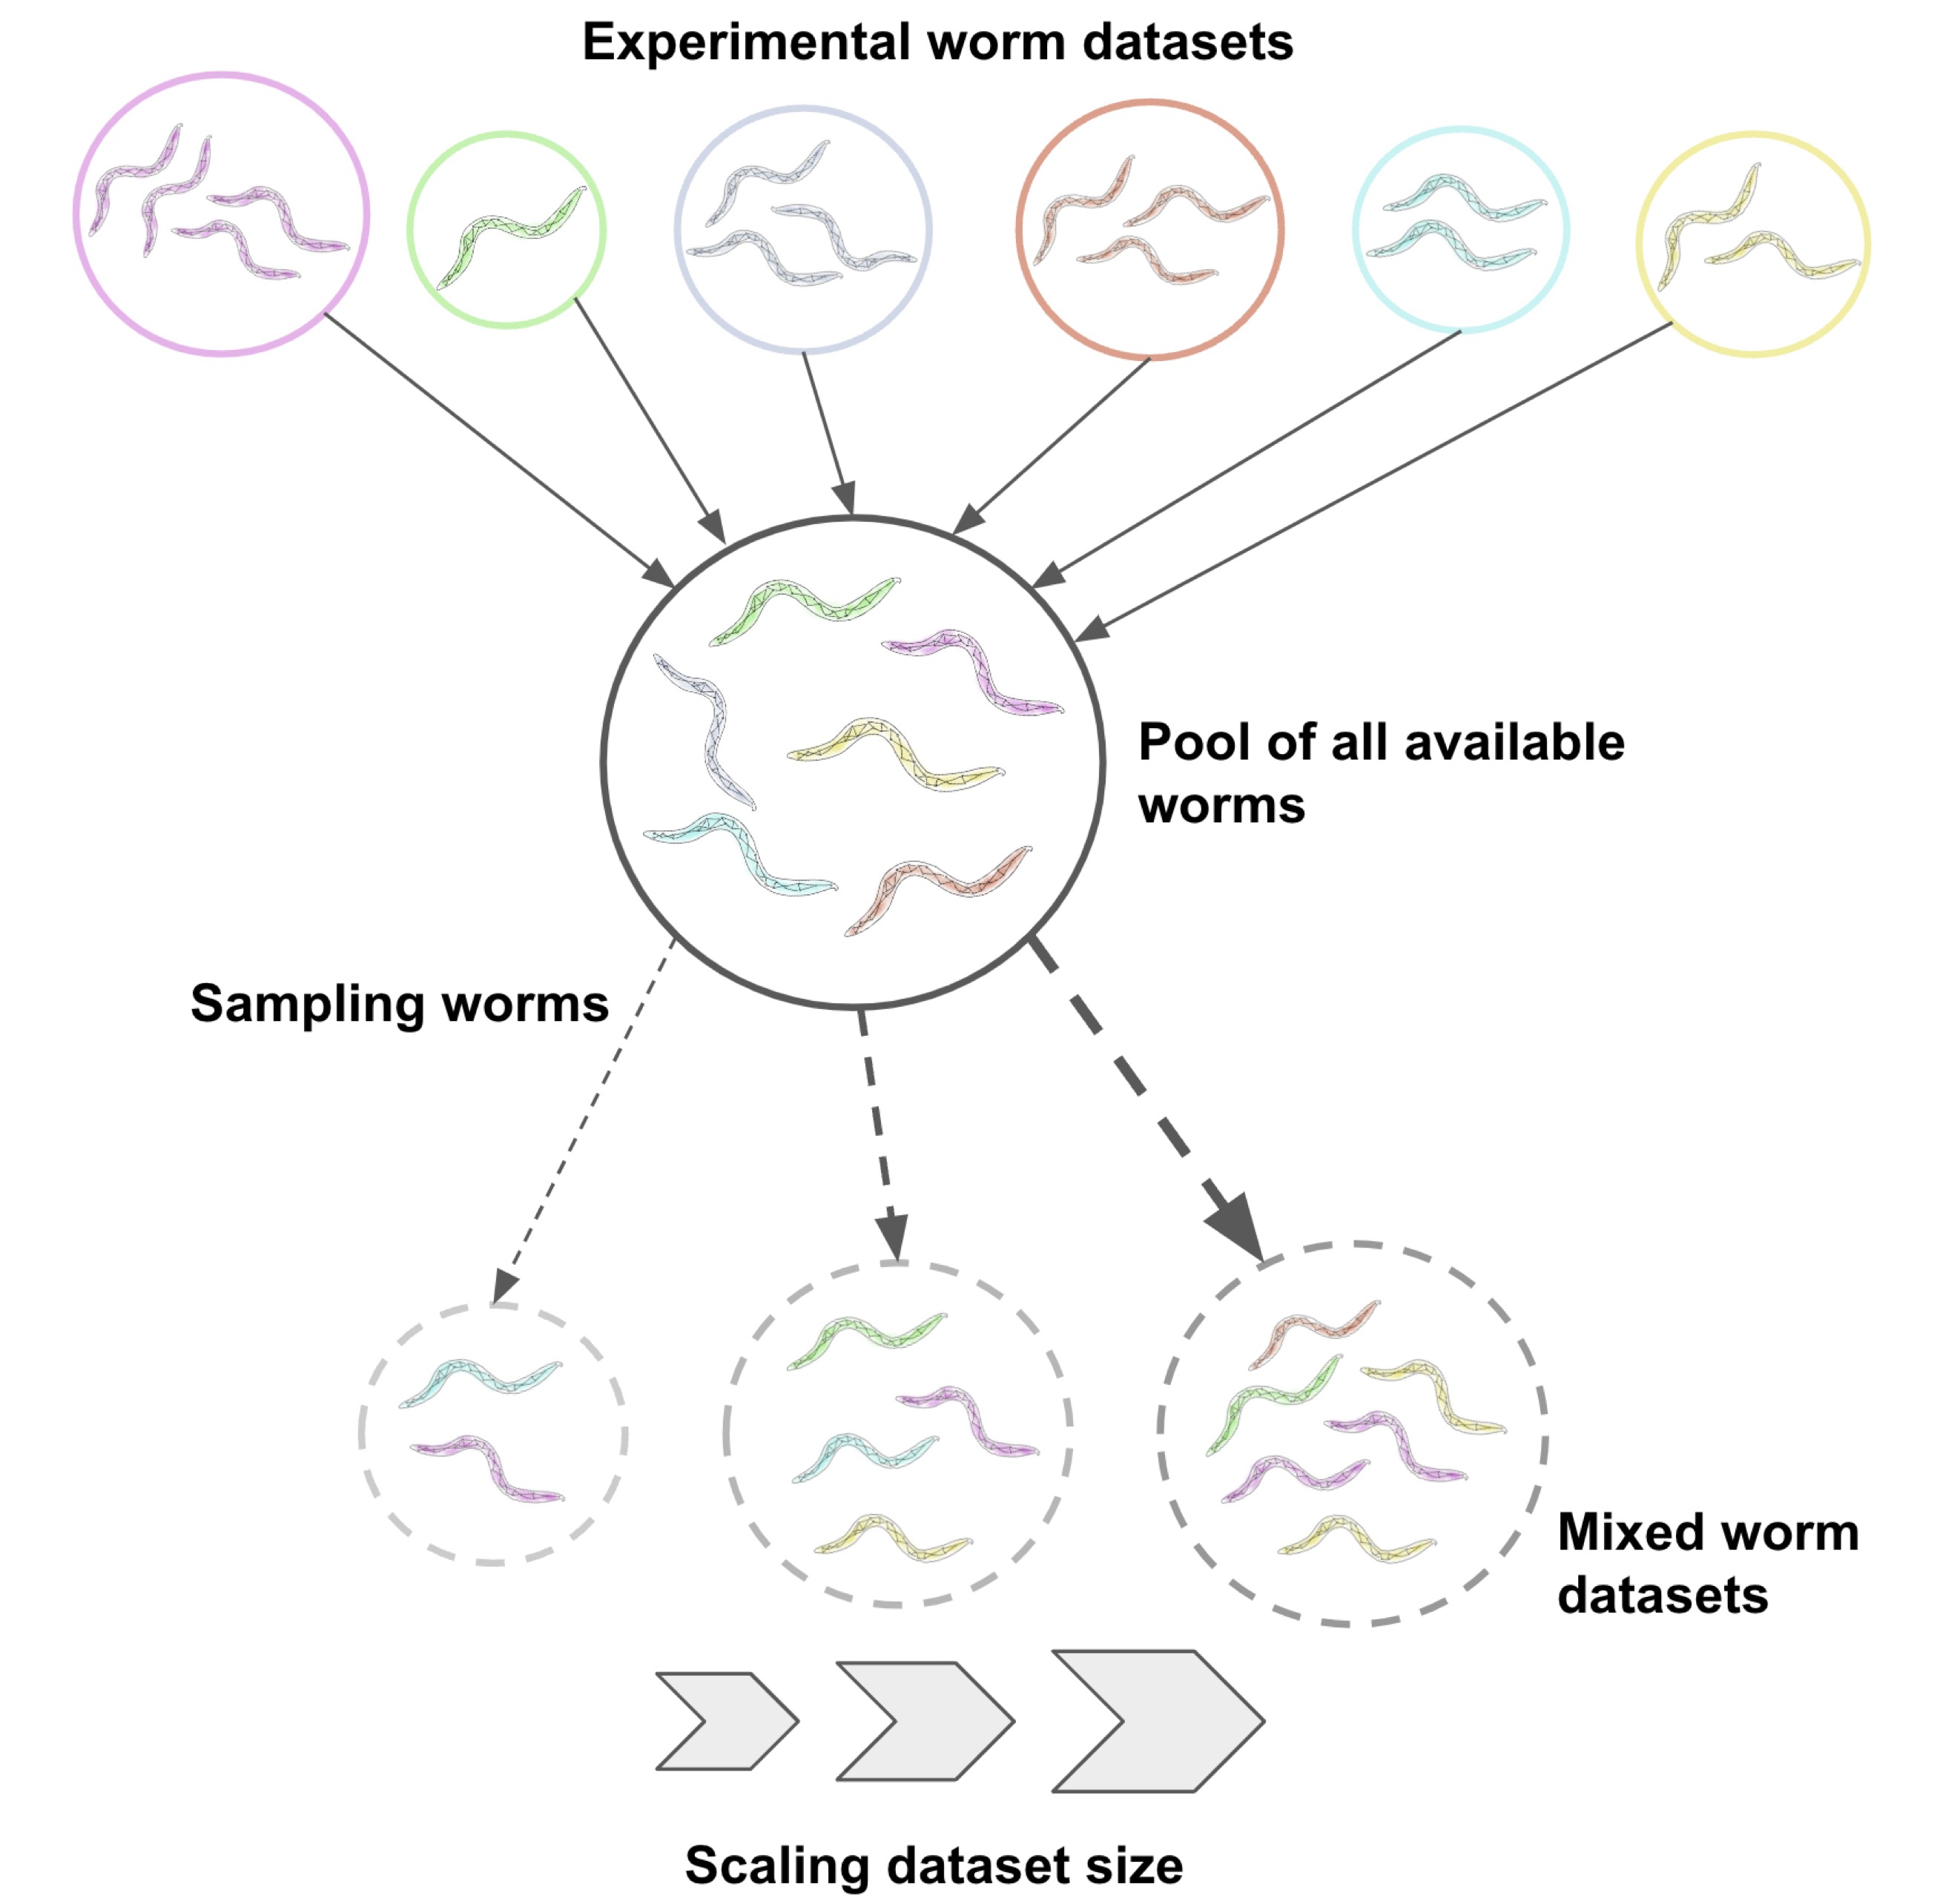 Experimental worm datasets
Pool of all available
worms
Sampling worms
Mixed worm
datasets
Scaling dataset size